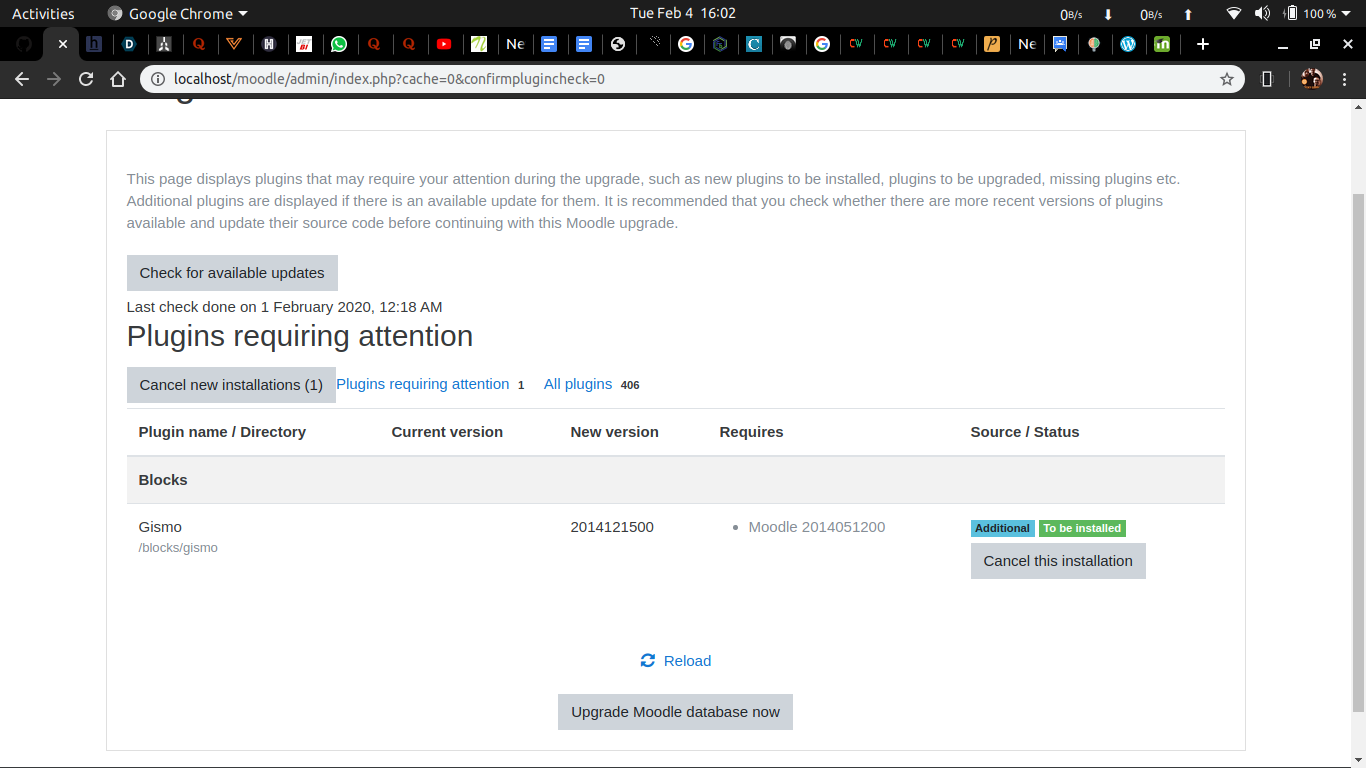 Activities Google Chrome Tue Feb 4 16:02 0B/s 0B/s 100 %
Ne Ne
localhost/moodle/admin/index.php?cache=0&confirmplugincheck=0
This page displays plugins that may require your attention during the upgrade, such as new plugins to be installed, plugins to be upgraded, missing plugins etc.
Additional plugins are displayed if there is an available update for them. It is recommended that you check whether there are more recent versions of plugins
available and update their source code before continuing with this Moodle upgrade.
Check for available updates
Last check done on 1 February 2020, 12:18 AM
Plugins requiring attention
Cancel new installations (1) Plugins requiring attention 1 All plugins 406
Plugin name / Directory Current version New version Requires Source / Status
Blocks
Gismo 2014121500 Moodle 2014051200 Additional To be installed
/blocks/gismo Cancel this installation
Reload
Upgrade Moodle database now